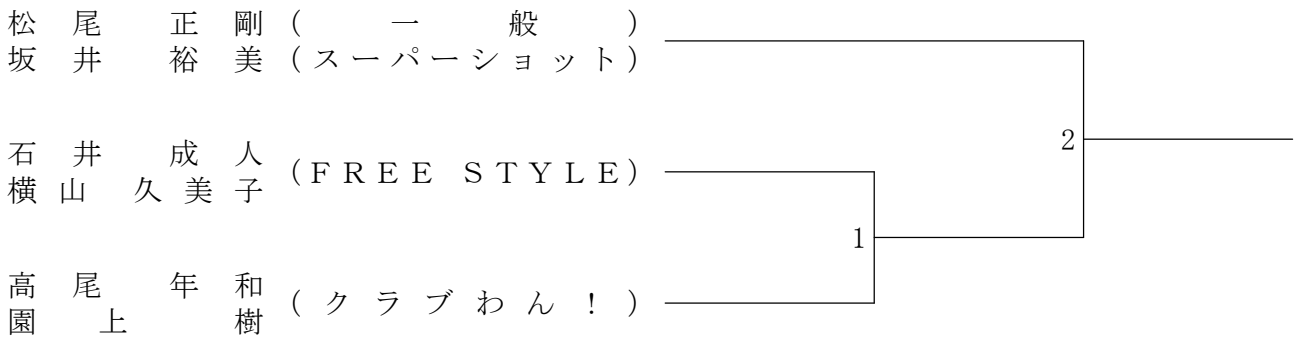 松尾 正剛 (一般)
坂井 裕美 (スーパーショット)
2
石井 成人
(FREE STYLE)
横山 久美子
1
高尾 年和
(クラブわん！)
園上 樹